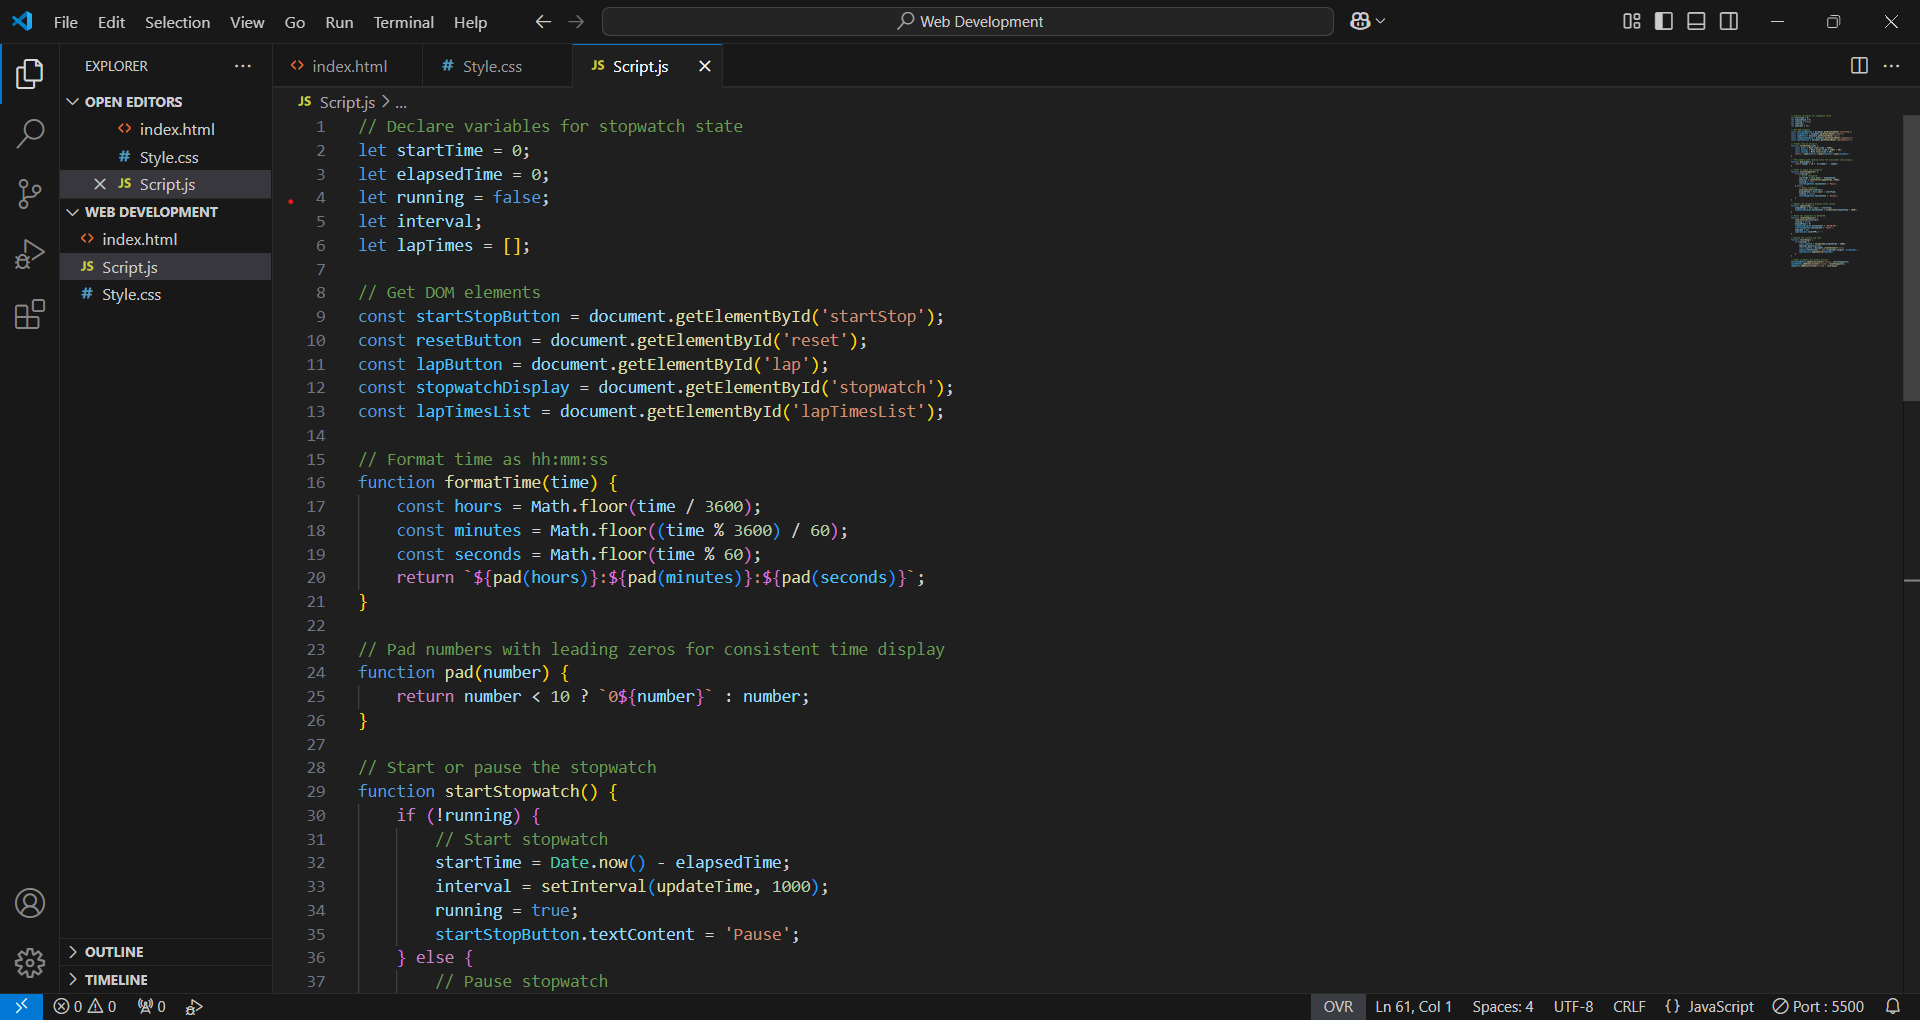 File Edit Selection View Go Run Terminal Help
Web Development
EXPLORER
OPEN EDITORS
<> index.html
# Style.css
JS Script.js
WEB DEVELOPMENT
<> index.html
JS Script.js
# Style.css
OUTLINE
TIMELINE
<> index.html # Style.css JS Script.js
JS Script.js > ...
1 // Declare variables for stopwatch state
2 let startTime = 0;
3 let elapsedTime = 0;
4 let running = false;
5 let interval;
6 let lapTimes = [];
7
8 // Get DOM elements
9 const startStopButton = document.getElementById('startStop');
10 const resetButton = document.getElementById('reset');
11 const lapButton = document.getElementById('lap');
12 const stopwatchDisplay = document.getElementById('stopwatch');
13 const lapTimesList = document.getElementById('lapTimesList');
14
15 // Format time as hh:mm:ss
16 function formatTime(time) {
17     const hours = Math.floor(time / 3600);
18     const minutes = Math.floor((time % 3600) / 60);
19     const seconds = Math.floor(time % 60);
20     return `${pad(hours)}:${pad(minutes)}:${pad(seconds)}`;
21 }
22
23 // Pad numbers with leading zeros for consistent time display
24 function pad(number) {
25     return number < 10 ? `0${number}` : number;
26 }
27
28 // Start or pause the stopwatch
29 function startStopwatch() {
30     if (!running) {
31         // Start stopwatch
32         startTime = Date.now() - elapsedTime;
33         interval = setInterval(updateTime, 1000);
34         running = true;
35         startStopButton.textContent = 'Pause';
36     } else {
37         // Pause stopwatch
0 0 0 OVR Ln 61, Col 1 Spaces: 4 UTF-8 CRLF {} JavaScript Port : 5500